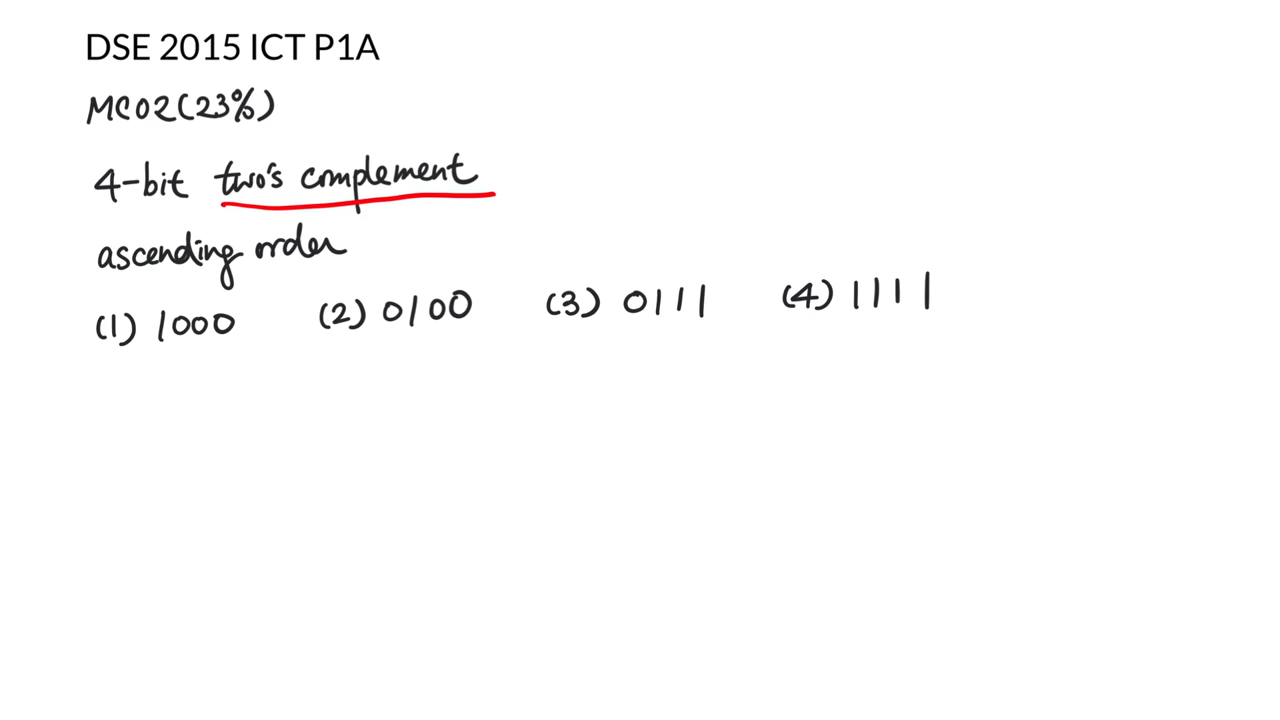 DSE 2015 ICT P1A
MC02(23%)
4-bit two's complement
ascending order
(1) 1000 (2) 0100 (3) 0111 (4) 1111